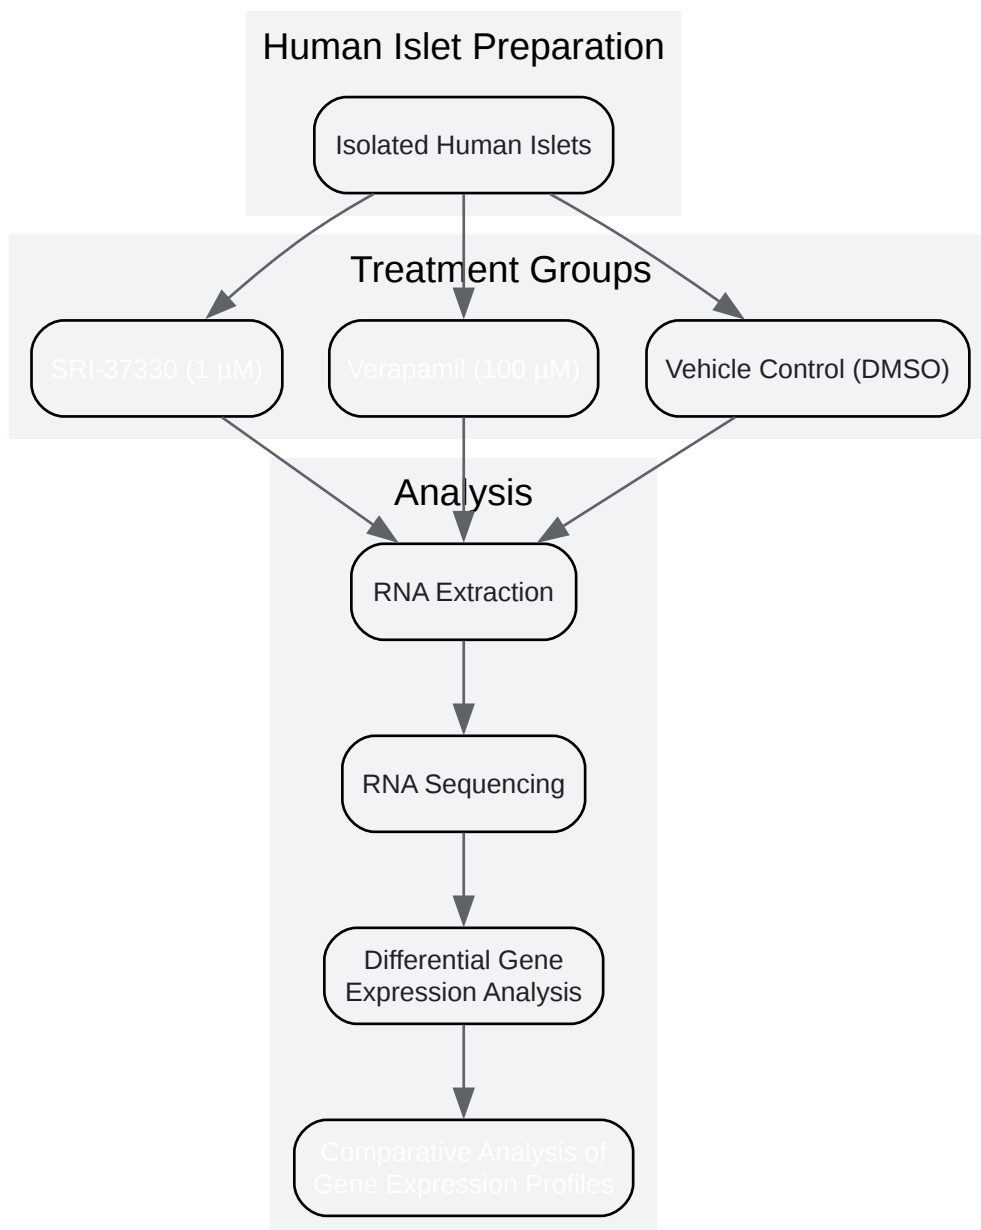 Human Islet Preparation
Isolated Human Islets
Treatment Groups
SRI-37330 (1 µM)
Verapamil (100 µM)
Vehicle Control (DMSO)
Analysis
RNA Extraction
RNA Sequencing
Differential Gene
Expression Analysis
Comparative Analysis of
Gene Expression Profiles